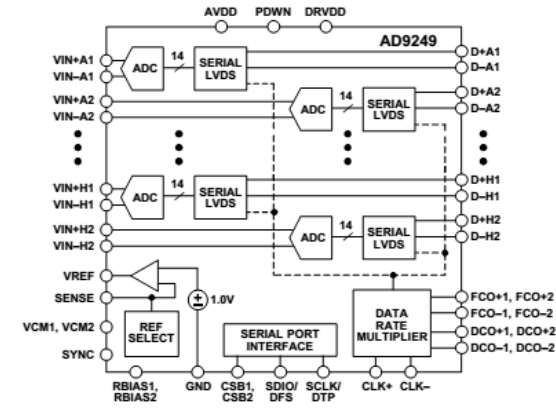 AVDD PDWN DRVDD
AD9249
VIN+A1
VIN–A1
ADC
14
SERIAL
LVDS
D+A1
D–A1
VIN+A2
VIN–A2
ADC
14
SERIAL
LVDS
D+A2
D–A2
VIN+H1
VIN–H1
ADC
14
SERIAL
LVDS
D+H1
D–H1
VIN+H2
VIN–H2
ADC
14
SERIAL
LVDS
D+H2
D–H2
VREF
SENSE
1.0V
VCM1, VCM2
SYNC
REF
SELECT
SERIAL PORT
INTERFACE
DATA
RATE
MULTIPLIER
FCO+1, FCO+2
FCO–1, FCO–2
DCO+1, DCO+2
DCO–1, DCO–2
RBIAS1,
RBIAS2
GND
CSB1,
CSB2
SDIO/
DFS
SCLK/
DTP
CLK+ CLK–